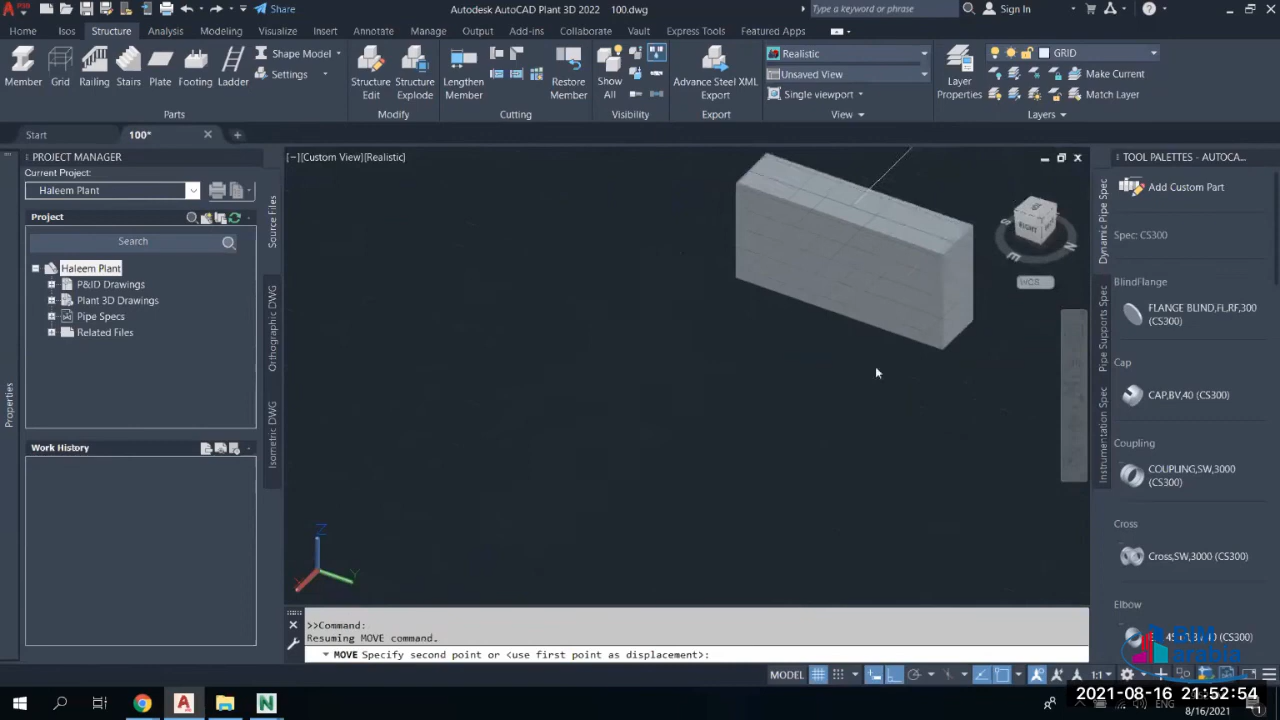 Share
Autodesk AutoCAD Plant 3D 2022 100.dwg
Type a keyword or phrase
Sign In
Home Isos Structure Analysis Modeling Visualize Insert Annotate Manage Output Add-ins Collaborate Vault Express Tools Featured Apps
Member
Grid
Railing
Stairs
Plate
Footing
Ladder
Shape Model
Settings
Structure Edit
Structure Explode
Lengthen Member
Restore Member
Show All
Advance Steel XML Export
Realistic
Unsaved View
Single viewport
Layer Properties
GRID
Make Current
Match Layer
Parts
Modify
Cutting
Visibility
Export
View
Layers
Start
100*
PROJECT MANAGER
Current Project:
Haleem Plant
Project
Search
Haleem Plant
P&ID Drawings
Plant 3D Drawings
Pipe Specs
Related Files
Work History
Properties
Source Files
Orthographic DWG
Isometric DWG
[−][Custom View][Realistic]
RIGHT
S
E
N
WCS
Z
Y
X
>>Command:
Resuming MOVE command.
MOVE Specify second point or <use first point as displacement>:
TOOL PALETTES - AUTOCA...
Dynamic Pipe Spec
Pipe Supports Spec
Instrumentation Spec
Add Custom Part
Spec: CS300
BlindFlange
FLANGE BLIND,FL,RF,300
(CS300)
Cap
CAP,BV,40 (CS300)
Coupling
COUPLING,SW,3000
(CS300)
Cross
Cross,SW,3000 (CS300)
Elbow
(CS300)
BIM
arabia
MODEL
1:1
2021-08-16 21:52:54
ENG
8/16/2021